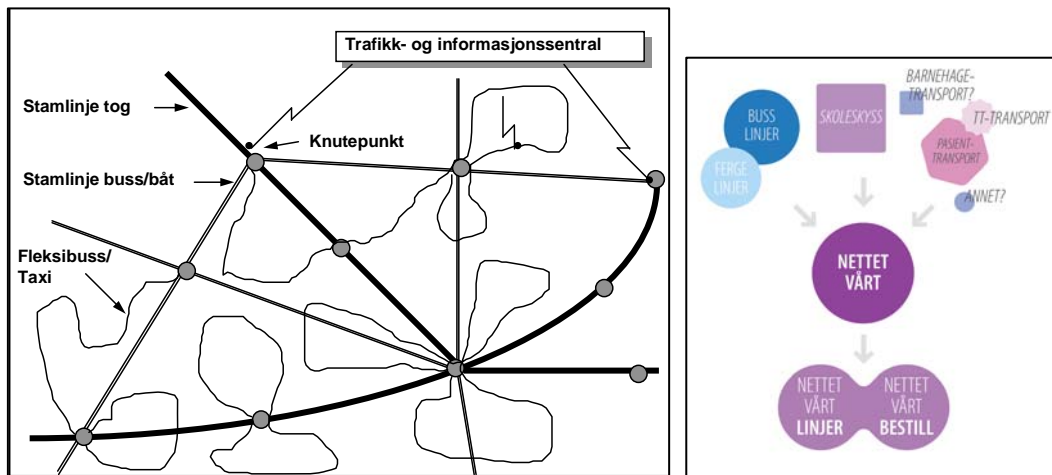 Trafikk- og informasjonssentral
Stamlinje tog
Knutepunkt
Stamlinje buss/båt
Fleksibuss/
Taxi
BUSS
LINJER
FERGE
LINJER
SKOLESKYSS
BARNEHAGE-
TRANSPORT?
TT-TRANSPORT
PASIENT-
TRANSPORT
ANNET?
NETTET
VÅRT
NETTET
VÅRT
LINJER
NETTET
VÅRT
BESTILL